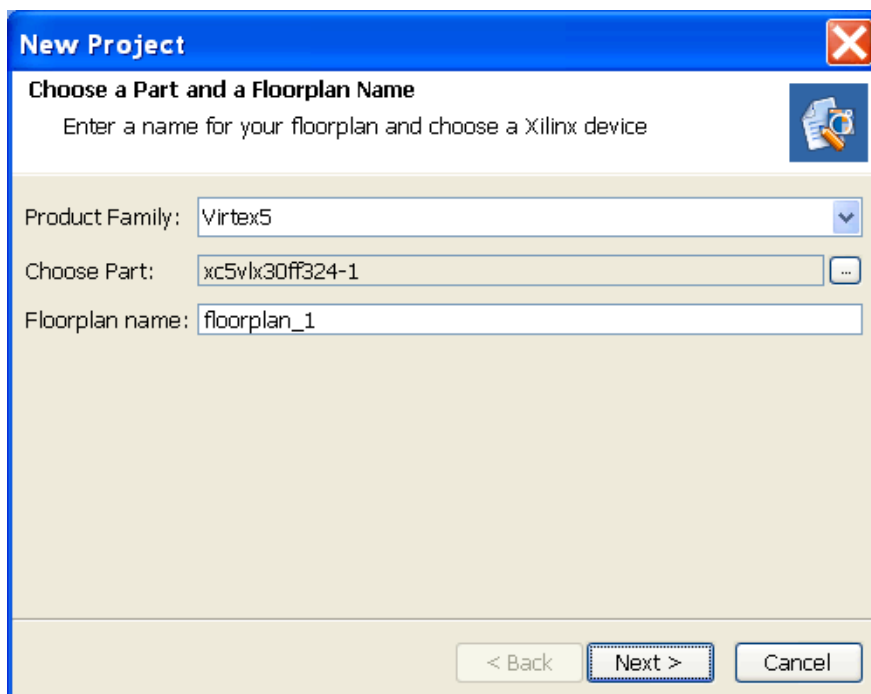 New Project
Choose a Part and a Floorplan Name
Enter a name for your floorplan and choose a Xilinx device
Product Family: Virtex5
Choose Part: xc5vlx30ff324-1 ...
Floorplan name: floorplan_1
< Back Next > Cancel